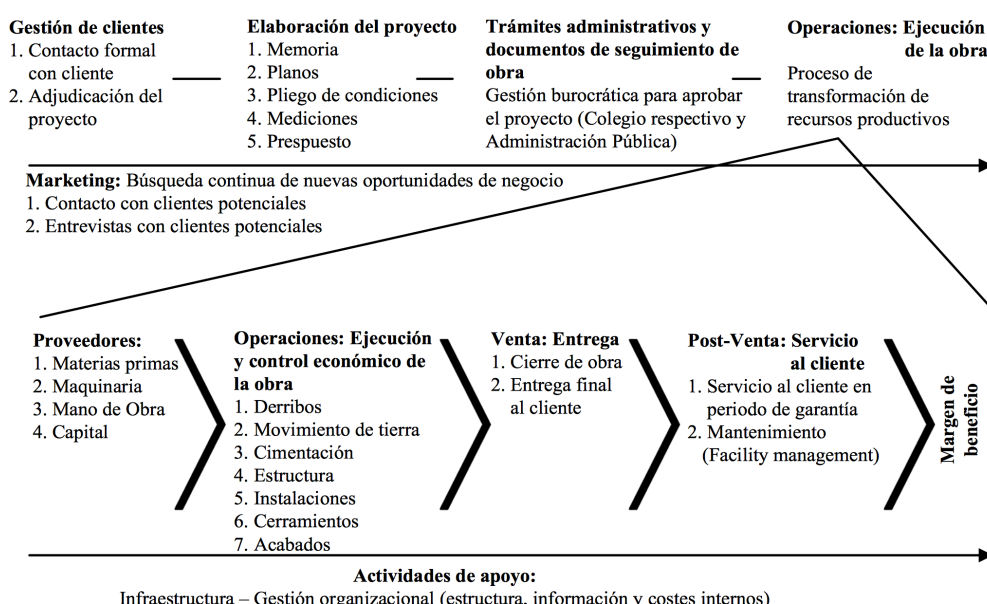 Gestión de clientes
1. Contacto formal
con cliente
2. Adjudicación del
proyecto
Elaboración del proyecto
1. Memoria
2. Planos
3. Pliego de condiciones
4. Mediciones
5. Prespuesto
Trámites administrativos y
documentos de seguimiento de
obra
Gestión burocrática para aprobar
el proyecto (Colegio respectivo y
Administración Pública)
Operaciones: Ejecución
de la obra
Proceso de
transformación de
recursos productivos
Marketing: Búsqueda continua de nuevas oportunidades de negocio
1. Contacto con clientes potenciales
2. Entrevistas con clientes potenciales
Proveedores:
1. Materias primas
2. Maquinaria
3. Mano de Obra
4. Capital
Operaciones: Ejecución
y control económico de
la obra
1. Derribos
2. Movimiento de tierra
3. Cimentación
4. Estructura
5. Instalaciones
6. Cerramientos
7. Acabados
Venta: Entrega
1. Cierre de obra
2. Entrega final
al cliente
Post-Venta: Servicio
al cliente
1. Servicio al cliente en
periodo de garantía
2. Mantenimiento
(Facility management)
Margen de
beneficio
Actividades de apoyo:
Infraestructura – Gestión organizacional (estructura, información y costes internos)